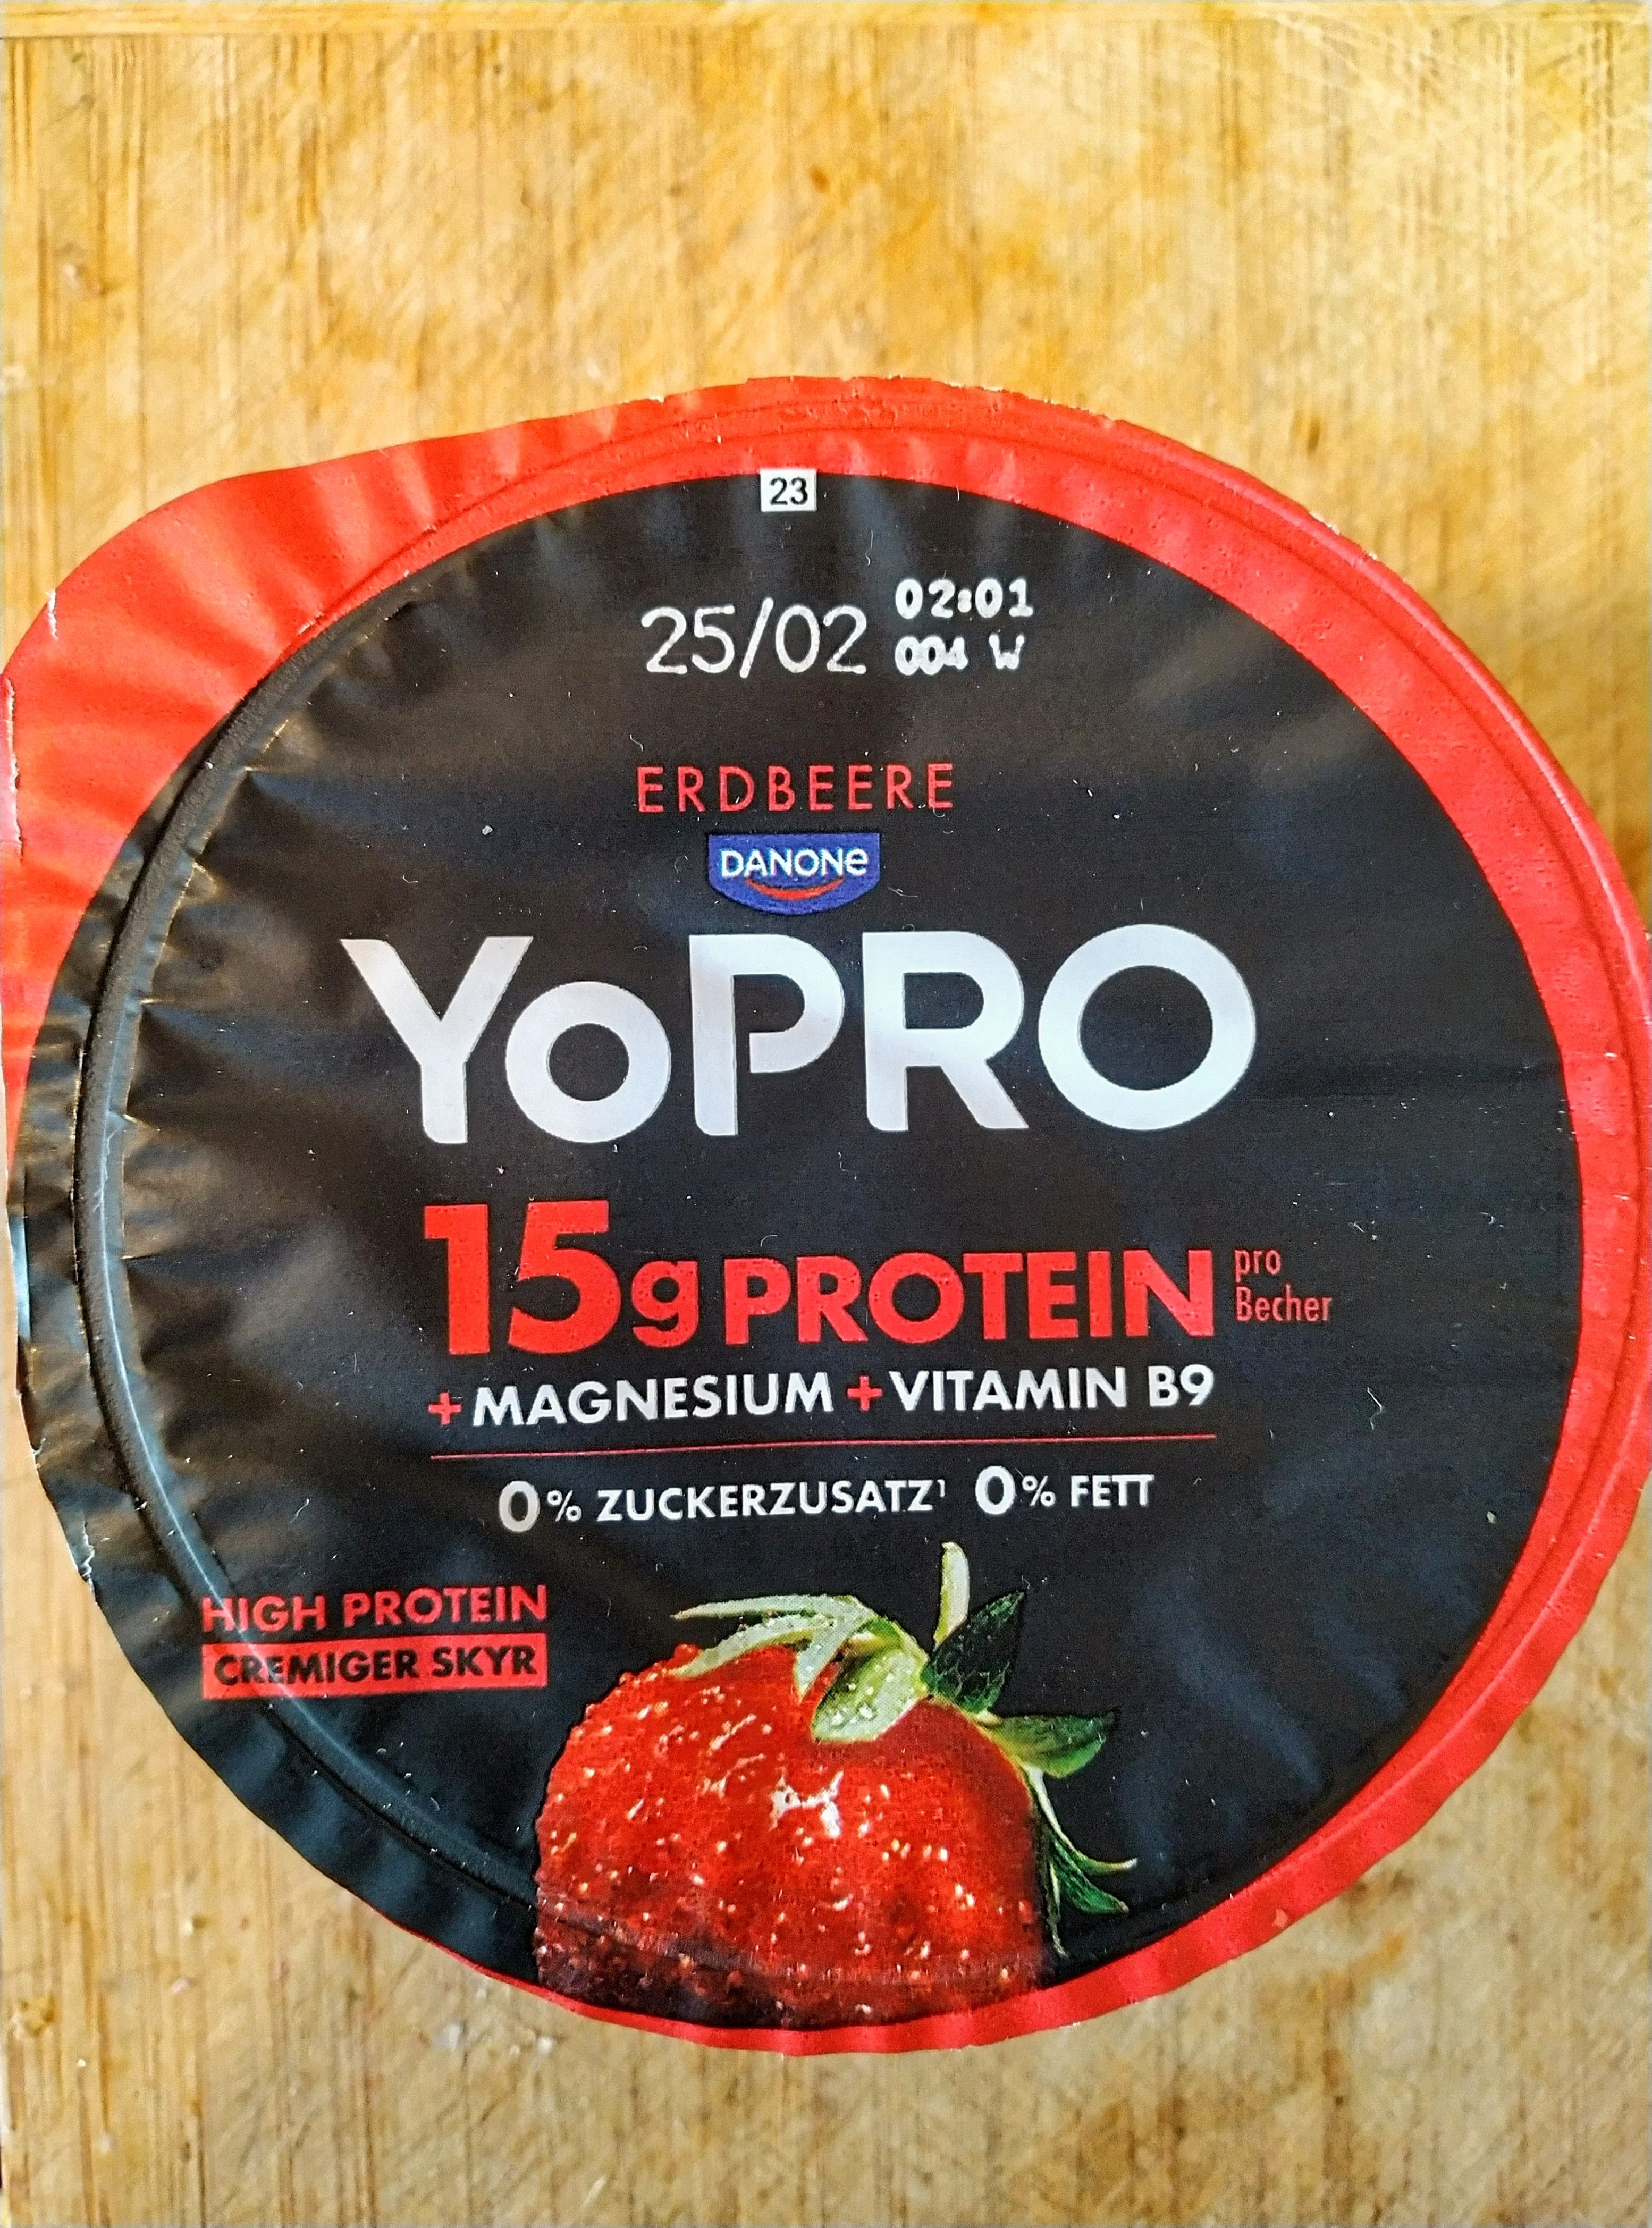 23
25/02 02:01
004 W
ERDBEERE
DANONE
YoPRO
15g PROTEIN pro
Becher
+ MAGNESIUM + VITAMIN B9
0% ZUCKERZUSATZ¹ 0% FETT
HIGH PROTEIN
CREMIGER SKYR